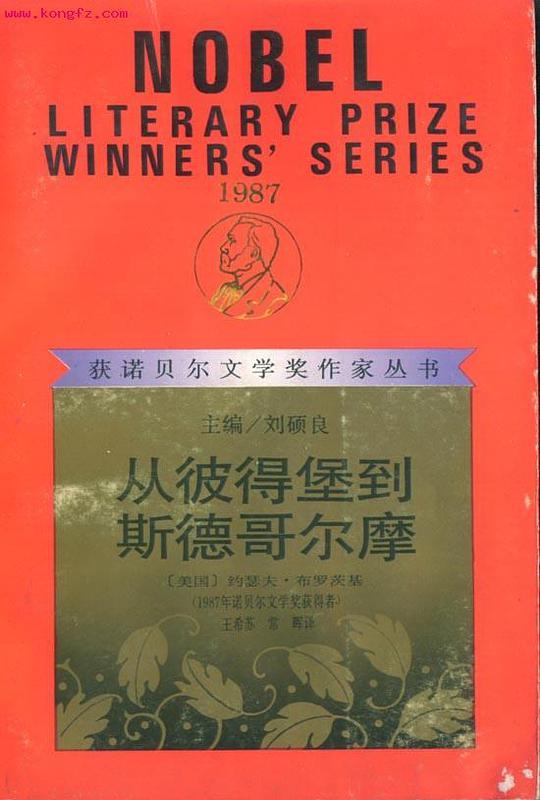 www.kongfz.com
NOBEL
LITERARY PRIZE
WINNERS' SERIES
1987
获诺贝尔文学奖作家丛书
主编／刘硕良
从彼得堡到
斯德哥尔摩
〔美国〕约瑟夫·布罗茨基
(1987年诺贝尔文学奖获得者)
王希苏 常 晖译